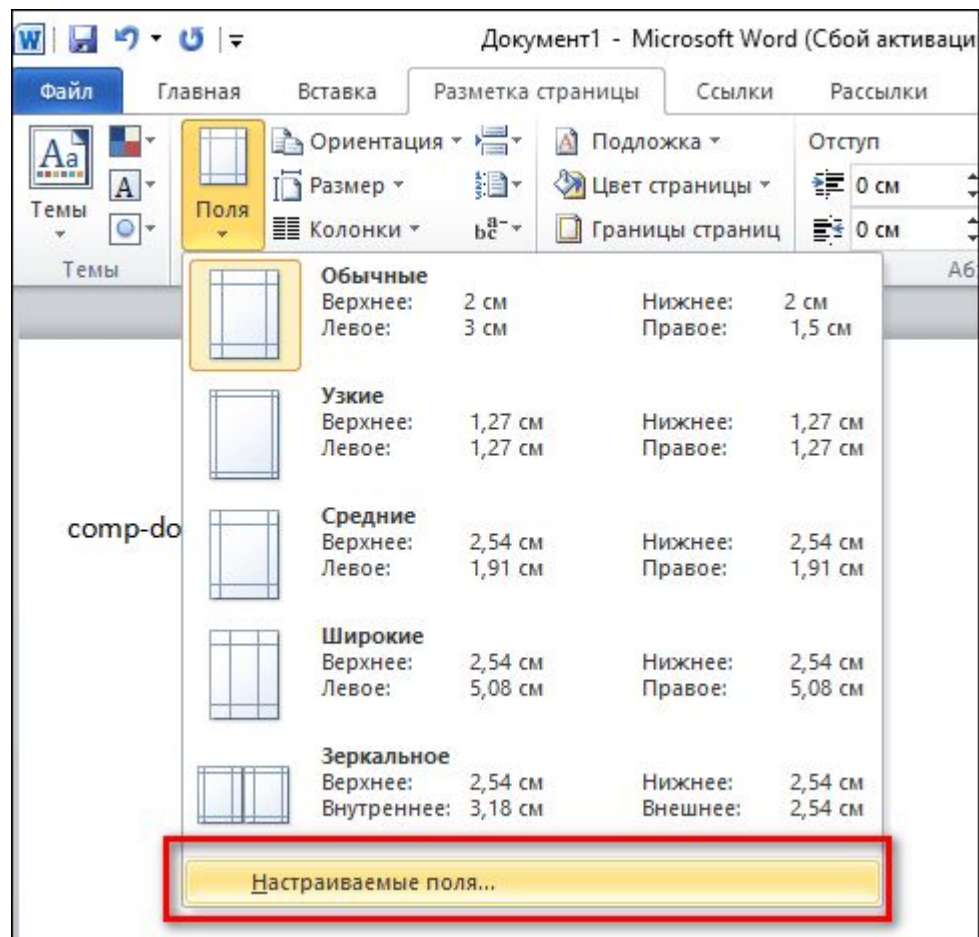 Документ1 - Microsoft Word (Сбой активаци
Файл Главная Вставка Разметка страницы Ссылки Рассылки
Aa Темы
A
Поля
Ориентация
Размер
Колонки
Подложка
Цвет страницы
Границы страниц
Отступ
0 см
0 см
Темы
comp-do
Обычные
Верхнее: 2 см Нижнее: 2 см
Левое: 3 см Правое: 1,5 см
Узкие
Верхнее: 1,27 см Нижнее: 1,27 см
Левое: 1,27 см Правое: 1,27 см
Средние
Верхнее: 2,54 см Нижнее: 2,54 см
Левое: 1,91 см Правое: 1,91 см
Широкие
Верхнее: 2,54 см Нижнее: 2,54 см
Левое: 5,08 см Правое: 5,08 см
Зеркальное
Верхнее: 2,54 см Нижнее: 2,54 см
Внутреннее: 3,18 см Внешнее: 2,54 см
Настраиваемые поля...